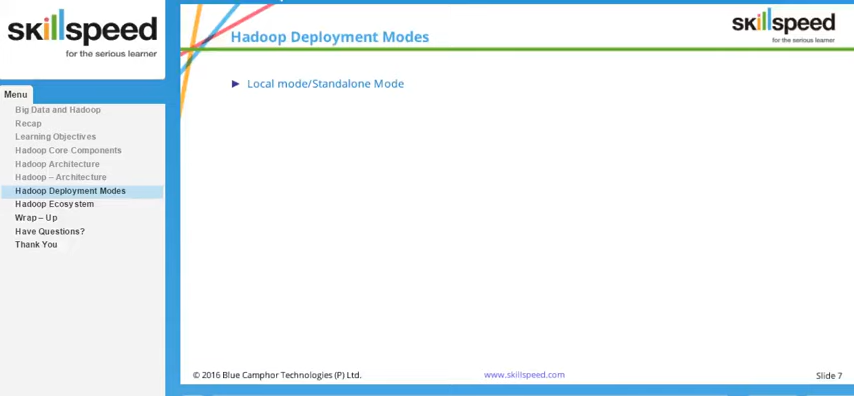 skillspeed
for the serious learner
Menu
Big Data and Hadoop
Recap
Learning Objectives
Hadoop Core Components
Hadoop Architecture
Hadoop – Architecture
Hadoop Deployment Modes
Hadoop Ecosystem
Wrap – Up
Have Questions?
Thank You
Hadoop Deployment Modes
skillspeed
for the serious learner
► Local mode/Standalone Mode
© 2016 Blue Camphor Technologies (P) Ltd.
www.skillspeed.com
Slide 7